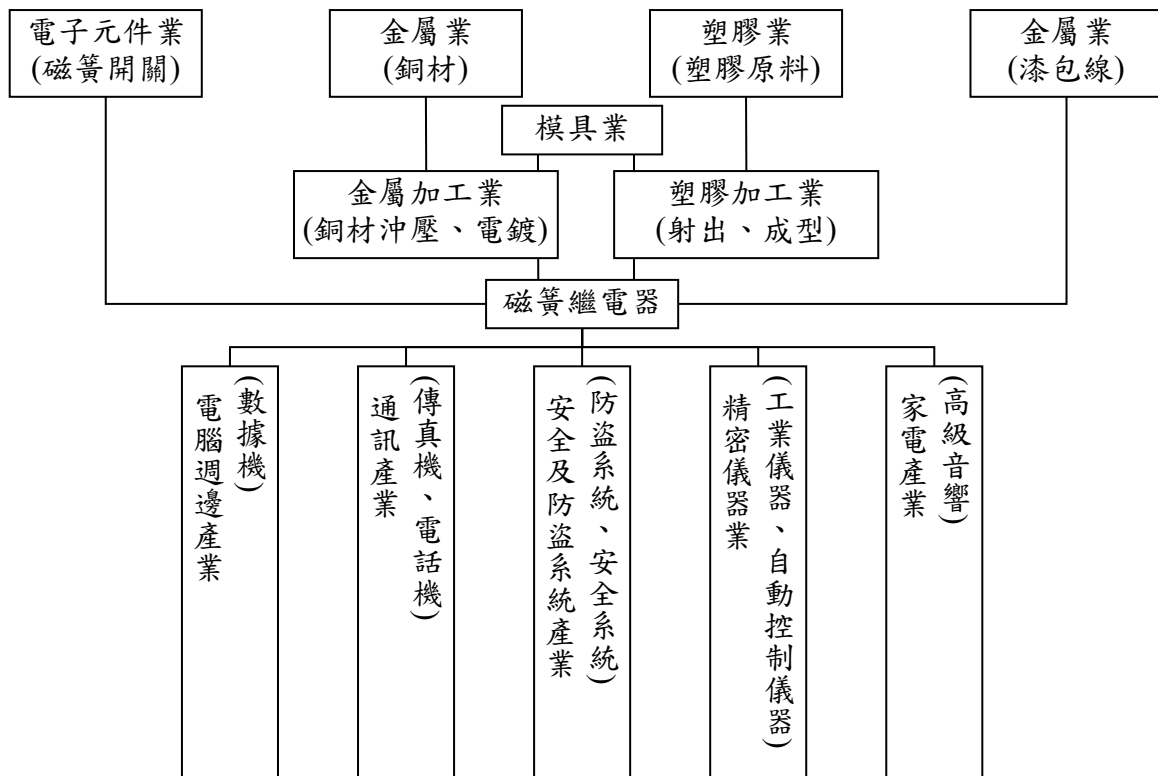 電子元件業
(磁簧開關)
金屬業
(銅材)
塑膠業
(塑膠原料)
金屬業
(漆包線)
模具業
金屬加工業
(銅材沖壓、電鍍)
塑膠加工業
(射出、成型)
磁簧繼電器
電腦週邊產業
(數據機)
通訊產業
(傳真機、電話機)
安全及防盜系統產業
(防盜系統、安全系統)
精密儀器業
(工業儀器、自動控制儀器)
家電產業
(高級音響)